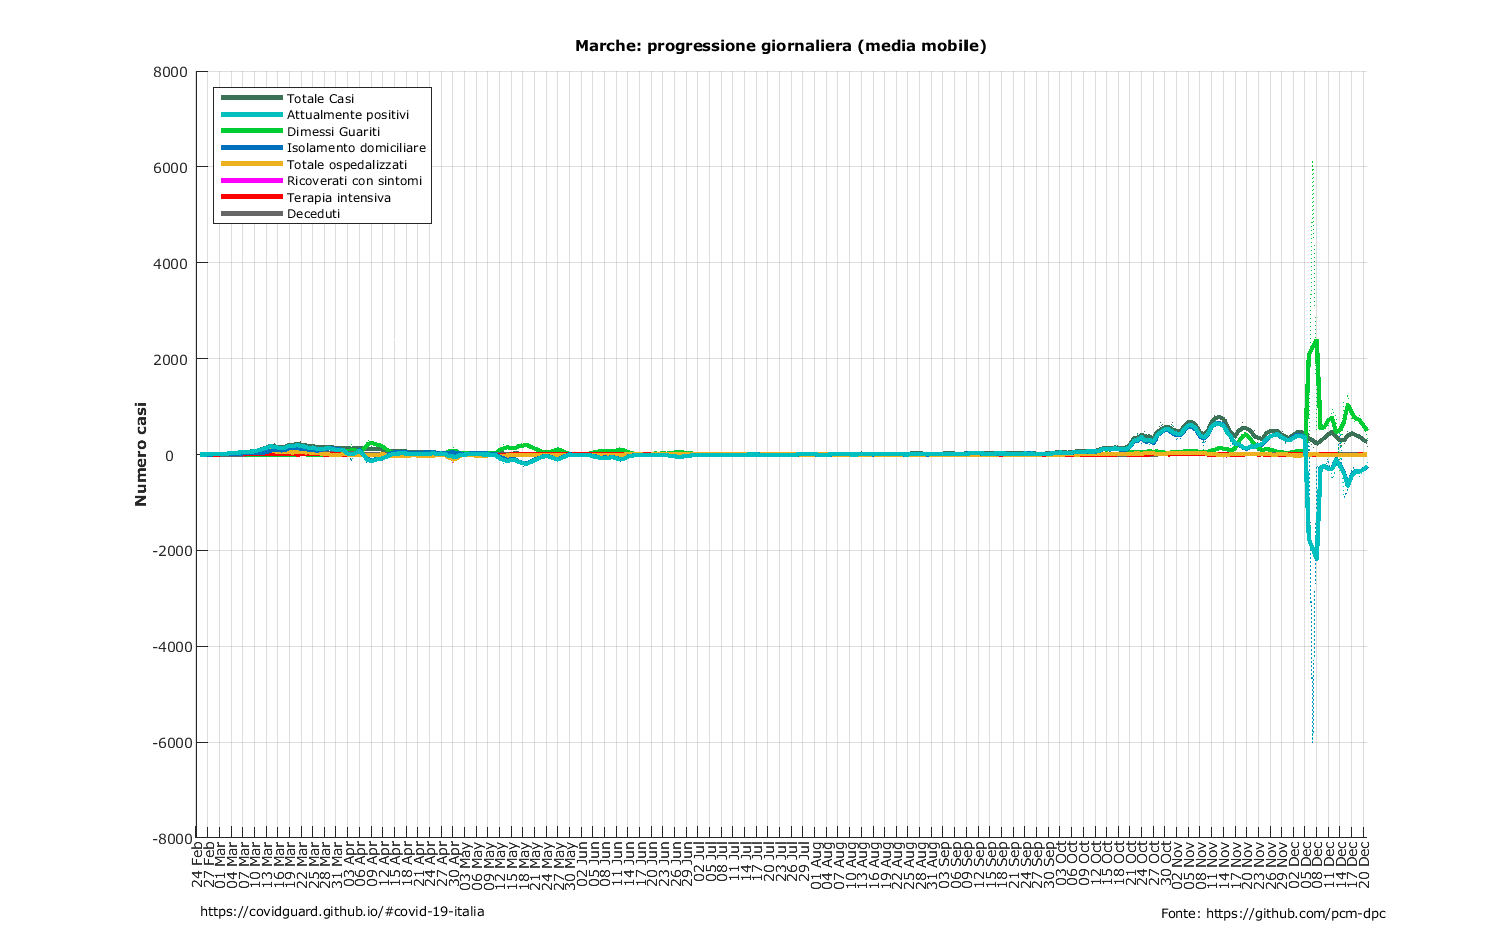 Marche: progressione giornaliera (media mobile)
8000
6000
4000
2000
0
-2000
-4000
-6000
-8000
Numero casi
Totale Casi
Attualmente positivi
Dimessi Guariti
Isolamento domiciliare
Totale ospedalizzati
Ricoverati con sintomi
Terapia intensiva
Deceduti
24 Feb
27 Feb
01 Mar
04 Mar
07 Mar
10 Mar
13 Mar
16 Mar
19 Mar
22 Mar
25 Mar
28 Mar
31 Mar
03 Apr
06 Apr
09 Apr
12 Apr
15 Apr
18 Apr
21 Apr
24 Apr
27 Apr
30 Apr
03 May
06 May
09 May
12 May
15 May
18 May
21 May
24 May
27 May
30 May
02 Jun
05 Jun
08 Jun
11 Jun
14 Jun
17 Jun
20 Jun
23 Jun
26 Jun
29 Jun
02 Jul
05 Jul
08 Jul
11 Jul
14 Jul
17 Jul
20 Jul
23 Jul
26 Jul
29 Jul
01 Aug
04 Aug
07 Aug
10 Aug
13 Aug
16 Aug
19 Aug
22 Aug
25 Aug
28 Aug
31 Aug
03 Sep
06 Sep
09 Sep
12 Sep
15 Sep
18 Sep
21 Sep
24 Sep
27 Sep
30 Sep
03 Oct
06 Oct
09 Oct
12 Oct
15 Oct
18 Oct
21 Oct
24 Oct
27 Oct
30 Oct
02 Nov
05 Nov
08 Nov
11 Nov
14 Nov
17 Nov
20 Nov
23 Nov
26 Nov
29 Nov
02 Dec
05 Dec
08 Dec
11 Dec
14 Dec
17 Dec
20 Dec
https://covidguard.github.io/#covid-19-italia
Fonte: https://github.com/pcm-dpc